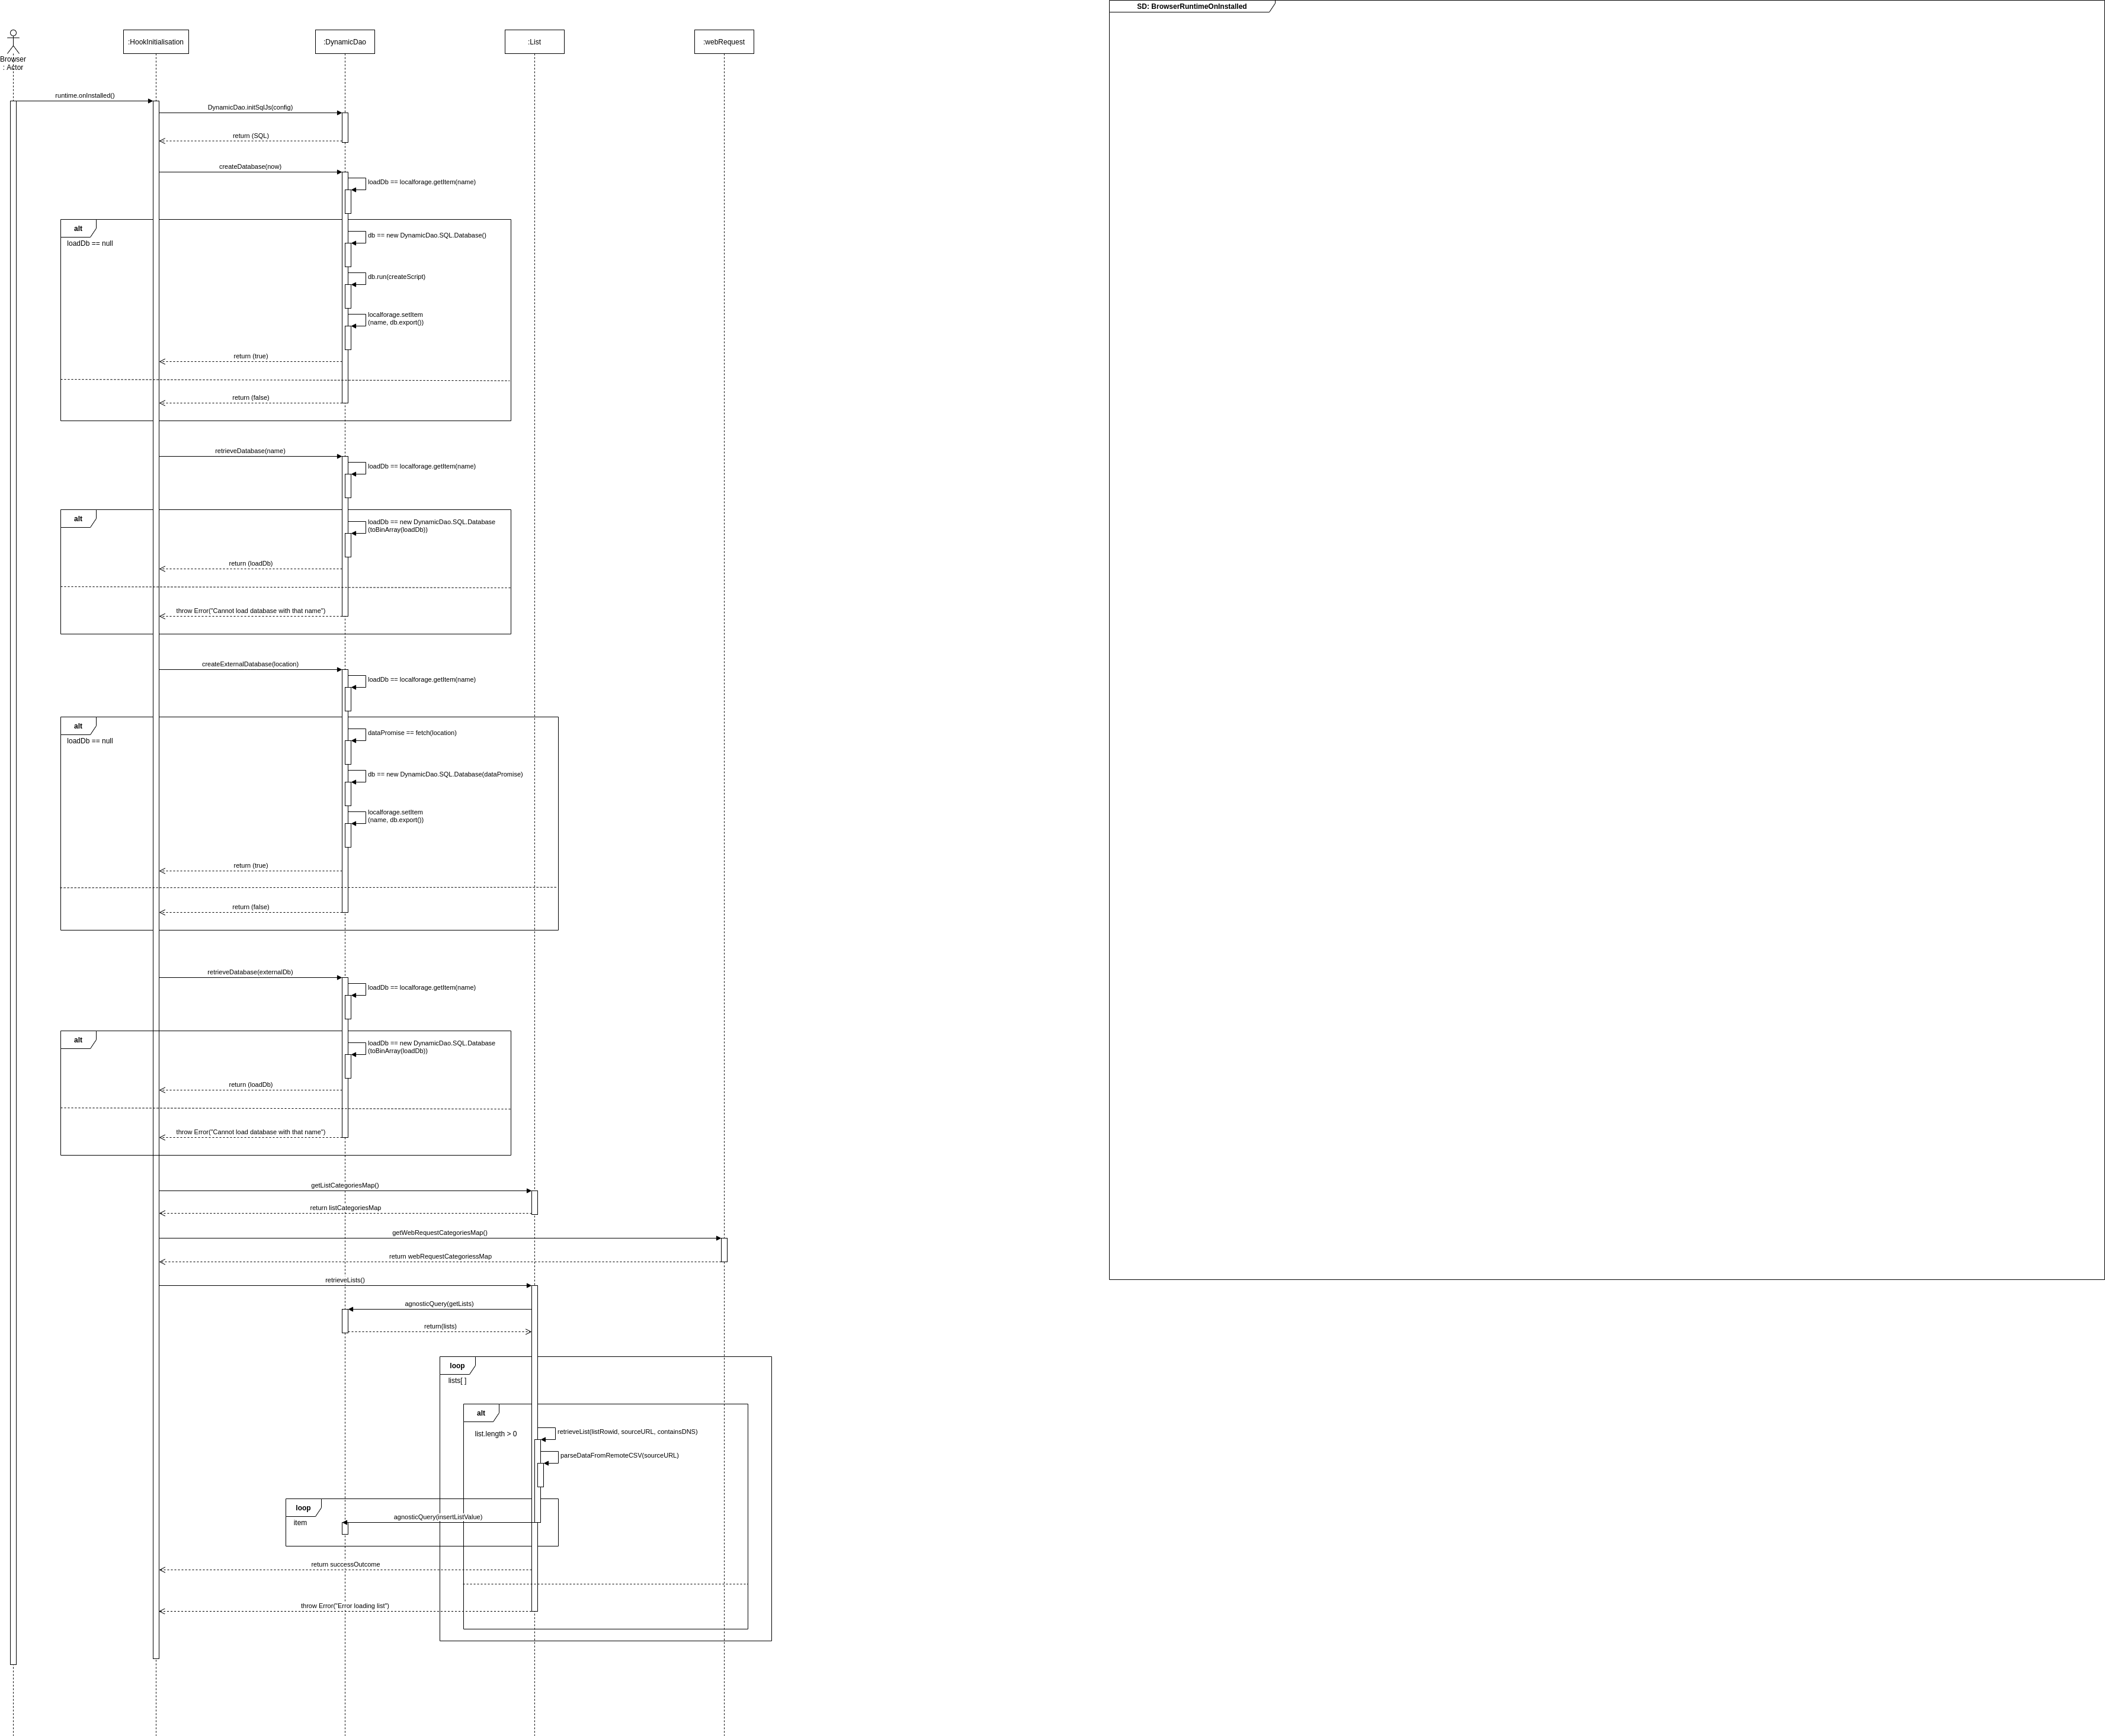 SD: BrowserRuntimeOnInstalled
Browser
: Actor
:HookInitialisation
:DynamicDao
:List
:webRequest
runtime.onInstalled()
DynamicDao.initSqlJs(config)
return (SQL)
createDatabase(now)
loadDb == localforage.getItem(name)
alt
loadDb == null
db == new DynamicDao.SQL.Database()
db.run(createScript)
localforage.setItem
(name, db.export())
return (true)
return (false)
retrieveDatabase(name)
loadDb == localforage.getItem(name)
alt
loadDb == new DynamicDao.SQL.Database
(toBinArray(loadDb))
return (loadDb)
throw Error("Cannot load database with that name")
createExternalDatabase(location)
loadDb == localforage.getItem(name)
alt
loadDb == null
dataPromise == fetch(location)
db == new DynamicDao.SQL.Database(dataPromise)
localforage.setItem
(name, db.export())
return (true)
return (false)
retrieveDatabase(externalDb)
loadDb == localforage.getItem(name)
alt
loadDb == new DynamicDao.SQL.Database
(toBinArray(loadDb))
return (loadDb)
throw Error("Cannot load database with that name")
getListCategoriesMap()
return listCategoriesMap
getWebRequestCategoriesMap()
return webRequestCategoriessMap
retrieveLists()
agnosticQuery(getLists)
return(lists)
loop
lists[ ]
alt
list.length > 0
retrieveList(listRowid, sourceURL, containsDNS)
parseDataFromRemoteCSV(sourceURL)
loop
item
agnosticQuery(insertListValue)
return successOutcome
throw Error("Error loading list")